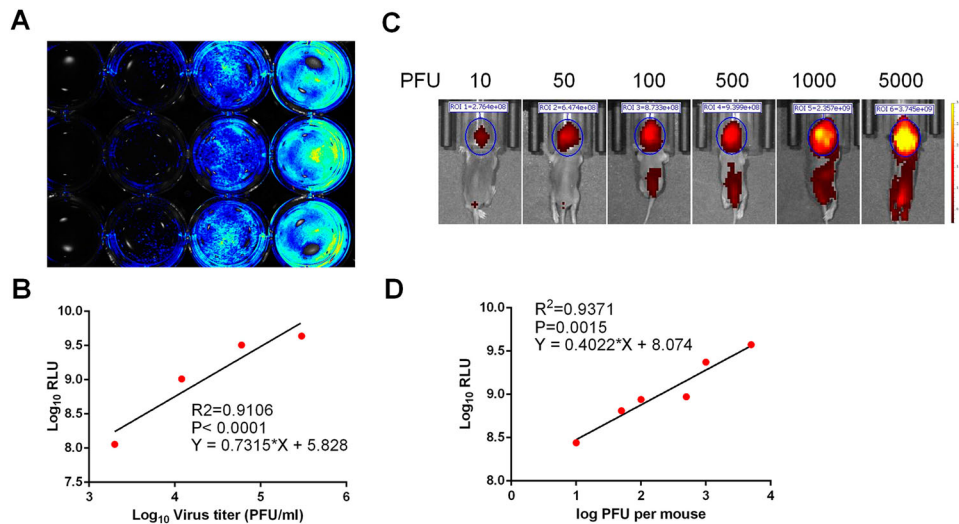 A
C
PFU 10 50 100 500 1000 5000
ROI 1=2.764e+08
ROI 2=6.474e+08
ROI 3=8.733e+08
ROI 4=9.399e+08
ROI 5=2.357e+09
ROI 6=3.745e+09
B
10.0
9.5
9.0
8.5
8.0
7.5
Log10 RLU
R2=0.9106
P< 0.0001
Y = 0.7315*X + 5.828
3 4 5 6
Log10 Virus titer (PFU/ml)
D
R²=0.9371
P=0.0015
Y = 0.4022*X + 8.074
10.0
9.5
9.0
8.5
8.0
Log10 RLU
0 1 2 3 4
log PFU per mouse